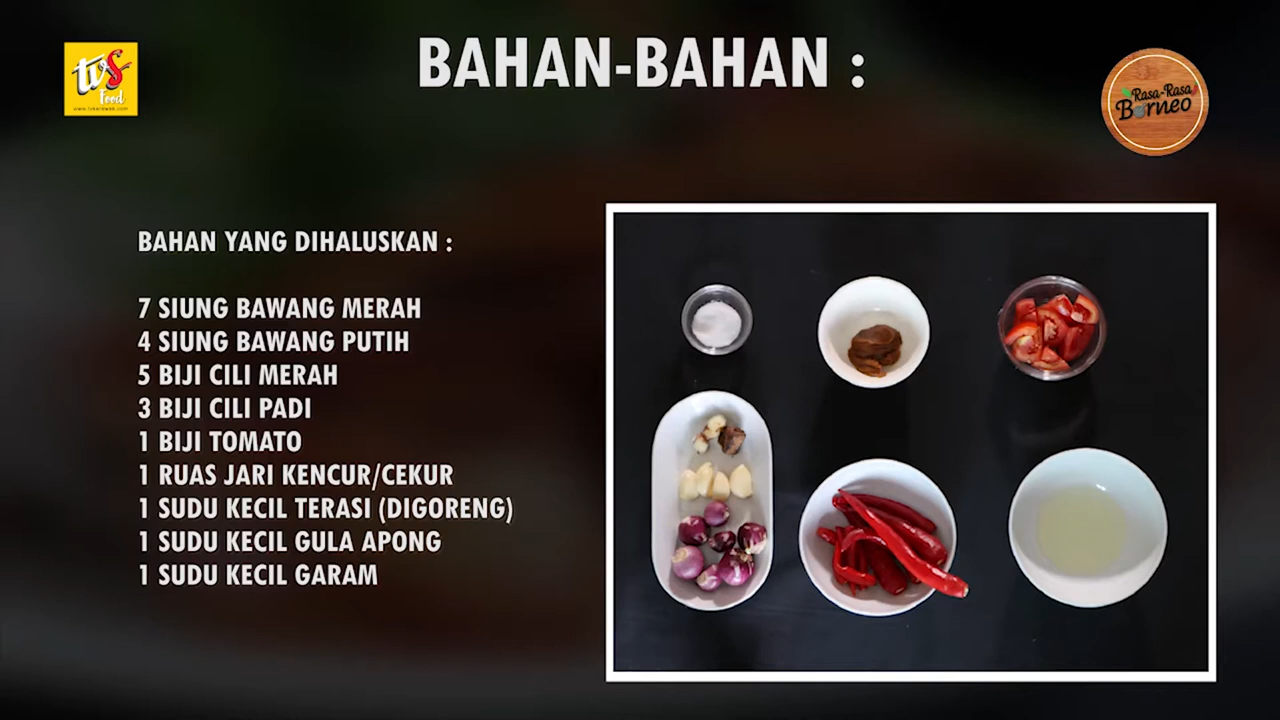 BAHAN-BAHAN :
tvS
Food
Rasa-Rasa
Borneo
BAHAN YANG DIHALUSKAN :
7 SIUNG BAWANG MERAH
4 SIUNG BAWANG PUTIH
5 BIJI CILI MERAH
3 BIJI CILI PADI
1 BIJI TOMATO
1 RUAS JARI KENCUR/CEKUR
1 SUDU KECIL TERASI (DIGORENG)
1 SUDU KECIL GULA APONG
1 SUDU KECIL GARAM